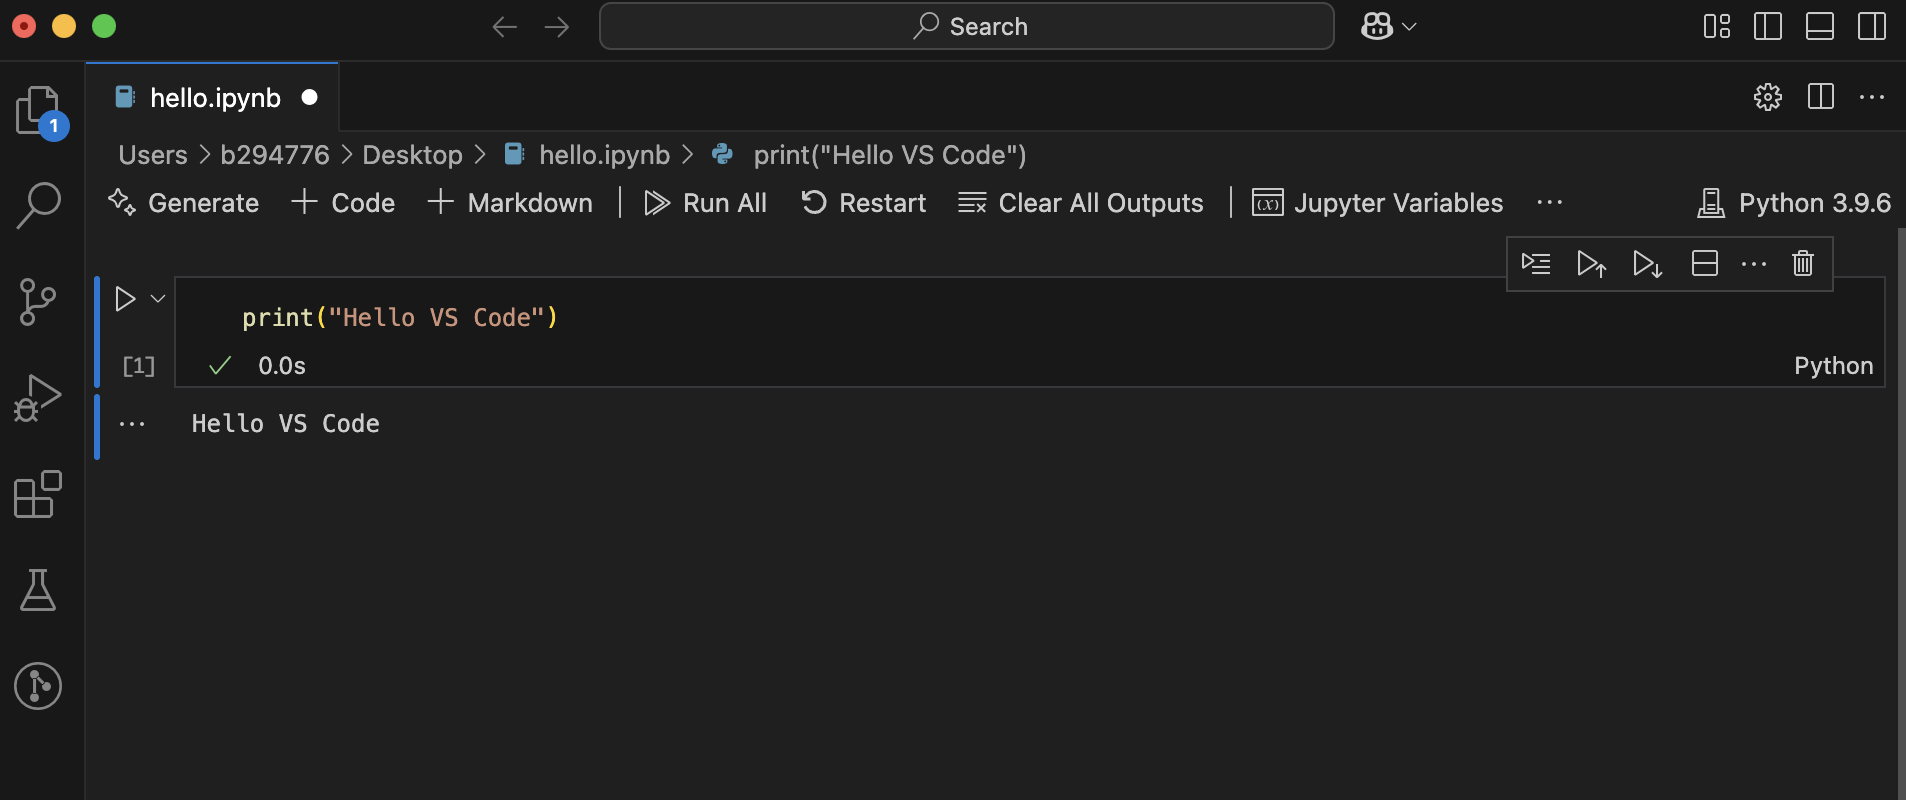 Search
1
hello.ipynb
Users > b294776 > Desktop > hello.ipynb > print("Hello VS Code")
Generate + Code + Markdown | Run All Restart Clear All Outputs | Jupyter Variables ... Python 3.9.6
print("Hello VS Code")
[1] 0.0s Python
Hello VS Code